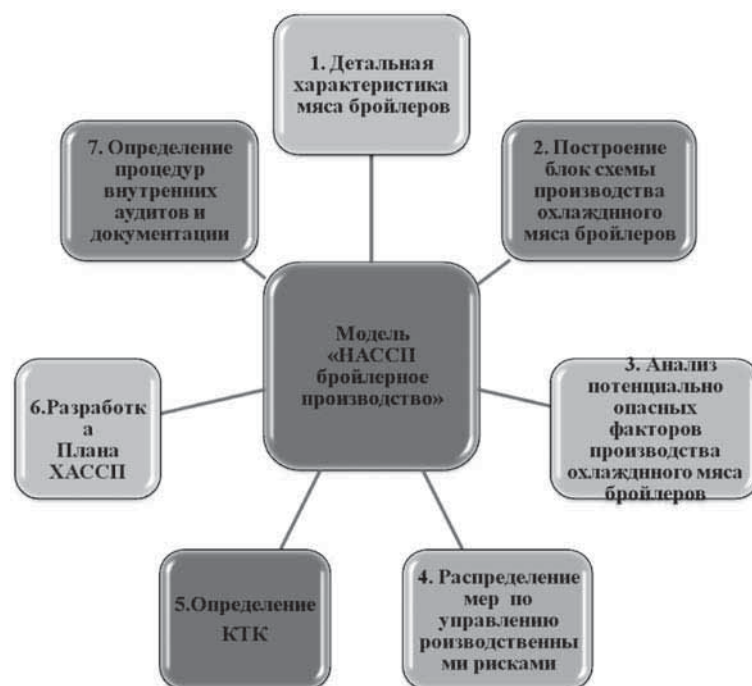 1. Детальная
характеристика
мяса бройлеров
2. Построение
блок схемы
производства
охлажднного
мяса бройлеров
3. Анализ
потенциально
опасных
факторов
производства
охлаждннного мяса
бройлеров
4. Распределение
мер по
управлению
роизводственны
ми рисками
5.Определение
КТК
6.Разработк
а
Плана
ХАССП
7. Определение
процедур
внутренних
аудитов и
документации
Модель
«НАССП
бройлерное
производство»